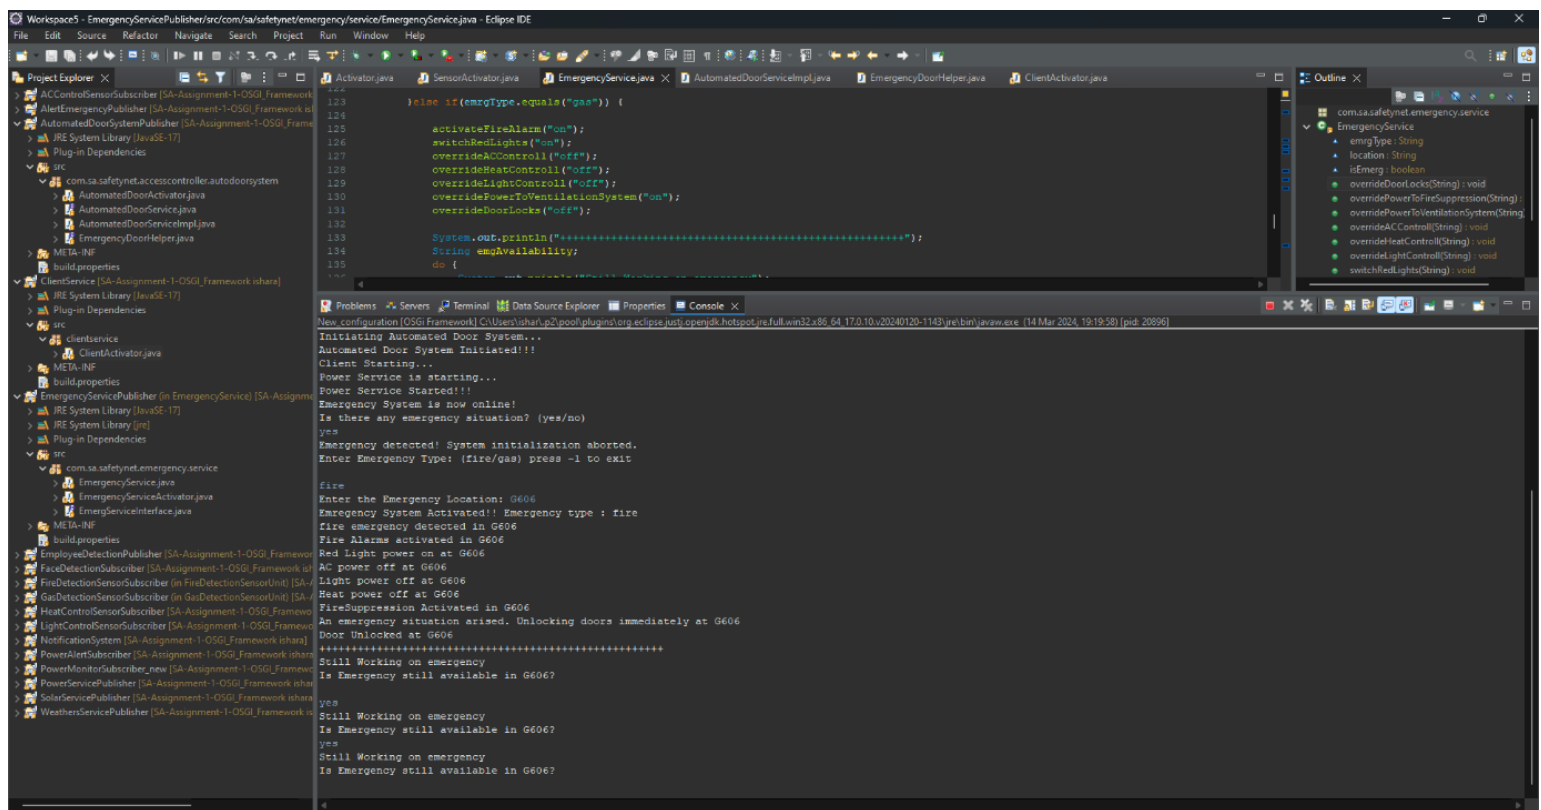 Workspace5 - EmergencyServicePublisher/src/com/sa/safetynet/emergency/service/EmergencyService.java - Eclipse IDE
File Edit Source Refactor Navigate Search Project Run Window Help
Project Explorer
ACControlSensorSubscriber [SA-Assignment-1-OSGI_Framework
AlertEmergencyPublisher [SA-Assignment-1-OSGI_Framework isl
AutomatedDoorSystemPublisher [SA-Assignment-1-OSGI_Frame
JRE System Library [JavaSE-17]
Plug-in Dependencies
src
com.sa.safetynet.accesscontroller.autodoorsystem
AutomatedDoorActivator.java
AutomatedDoorService.java
AutomatedDoorServiceImpl.java
EmergencyDoorHelper.java
META-INF
build.properties
ClientService [SA-Assignment-1-OSGI_Framework ishara]
JRE System Library [JavaSE-17]
Plug-in Dependencies
src
clientservice
ClientActivator.java
META-INF
build.properties
EmergencyServicePublisher (in EmergencyService) [SA-Assignme
JRE System Library [JavaSE-17]
JRE System Library [jre]
Plug-in Dependencies
src
com.sa.safetynet.emergency.service
EmergencyService.java
EmergencyServiceActivator.java
EmergServiceInterface.java
META-INF
build.properties
EmployeeDetectionPublisher [SA-Assignment-1-OSGI_Framewor
FaceDetectionSubscriber [SA-Assignment-1-OSGI_Framework ish
FireDetectionSensorSubscriber (in FireDetectionSensorUnit) [SA-
GasDetectionSensorSubscriber (in GasDetectionSensorUnit) [SA-
HeatControlSensorSubscriber [SA-Assignment-1-OSGI_Framewo
LightControlSensorSubscriber [SA-Assignment-1-OSGI_Framewo
NotificationSystem [SA-Assignment-1-OSGI_Framework ishara]
PowerAlertSubscriber [SA-Assignment-1-OSGI_Framework ishara
PowerMonitorSubscriber_new [SA-Assignment-1-OSGI_Framewo
PowerServicePublisher [SA-Assignment-1-OSGI_Framework ishar
SolarServicePublisher [SA-Assignment-1-OSGI_Framework ishara
WeathersServicePublisher [SA-Assignment-1-OSGI_Framework is
Activator.java SensorActivator.java EmergencyService.java AutomatedDoorServiceImpl.java EmergencyDoorHelper.java ClientActivator.java
122
123 }else if(emrgType.equals("gas")) {
124
125 activateFireAlarm("on");
126 switchRedLights("on");
127 overrideACControll("off");
128 overrideHeatControll("off");
129 overrideLightControll("off");
130 overridePowerToVentilationSystem("on");
131 overrideDoorLocks("off");
132
133 System.out.println("+++++++++++++++++++++++++++++++++++++++++++++++++++++");
134 String emgAvailability;
135 do {
136 System.out.println("Still Working on emergency");
Outline
com.sa.safetynet.emergency.service
EmergencyService
emrgType : String
location : String
isEmerg : boolean
overrideDoorLocks(String) : void
overridePowerToFireSuppression(String) :
overridePowerToVentilationSystem(String)
overrideACControll(String) : void
overrideHeatControll(String) : void
overrideLightControll(String) : void
switchRedLights(String) : void
Problems Servers Terminal Data Source Explorer Properties Console
New_configuration [OSGi Framework] C:\Users\ishar\.p2\pool\plugins\org.eclipse.justj.openjdk.hotspot.jre.full.win32.x86_64_17.0.10.v20240120-1143\jre\bin\javaw.exe (14 Mar 2024, 19:19:58) [pid: 20896]
Initiating Automated Door System...
Automated Door System Initiated!!!
Client Starting...
Power Service is starting...
Power Service Started!!!
Emergency System is now online!
Is there any emergency situation? (yes/no)
yes
Emergency detected! System initialization aborted.
Enter Emergency Type: (fire/gas) press -1 to exit
fire
Enter the Emergency Location: G606
Emregency System Activated!! Emergency type : fire
fire emergency detected in G606
Fire Alarms activated in G606
Red Light power on at G606
AC power off at G606
Light power off at G606
Heat power off at G606
FireSuppression Activated in G606
An emergency situation arised. Unlocking doors immediately at G606
Door Unlocked at G606
+++++++++++++++++++++++++++++++++++++++++++++++++++++
Still Working on emergency
Is Emergency still available in G606?
yes
Still Working on emergency
Is Emergency still available in G606?
yes
Still Working on emergency
Is Emergency still available in G606?